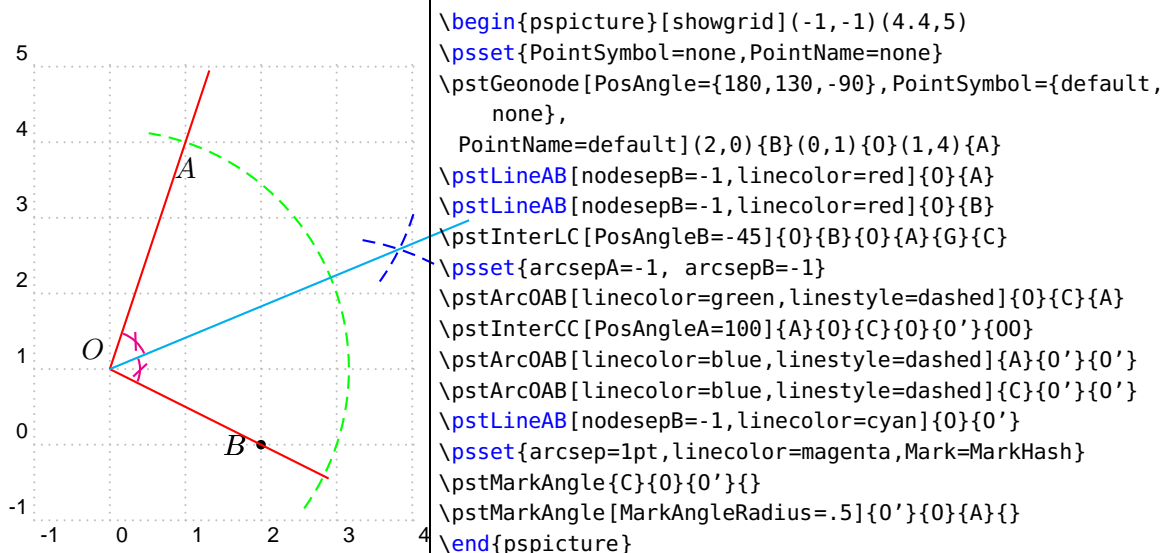 5
4
3
2
1
0
-1
0
1
2
3
4
A
O
B
\begin{pspicture}[showgrid](-1,-1)(4.4,5)
\psset{PointSymbol=none,PointName=none}
\pstGeonode[PosAngle={180,130,-90},PointSymbol={default,
none},
PointName=default](2,0){B}(0,1){O}(1,4){A}
\pstLineAB[nodesepB=-1,linecolor=red]{O}{A}
\pstLineAB[nodesepB=-1,linecolor=red]{O}{B}
\pstInterLC[PosAngleB=-45]{O}{B}{O}{A}{G}{C}
\psset{arcsepA=-1, arcsepB=-1}
\pstArcOAB[linecolor=green,linestyle=dashed]{O}{C}{A}
\pstInterCC[PosAngleA=100]{A}{O}{C}{O}{O’}{OO}
\pstArcOAB[linecolor=blue,linestyle=dashed]{A}{O’}{O’}
\pstArcOAB[linecolor=blue,linestyle=dashed]{C}{O’}{O’}
\pstLineAB[nodesepB=-1,linecolor=cyan]{O}{O’}
\psset{arcsep=1pt,linecolor=magenta,Mark=MarkHash}
\pstMarkAngle{C}{O}{O’}{}
\pstMarkAngle[MarkAngleRadius=.5]{O’}{O}{A}{}
\end{pspicture}